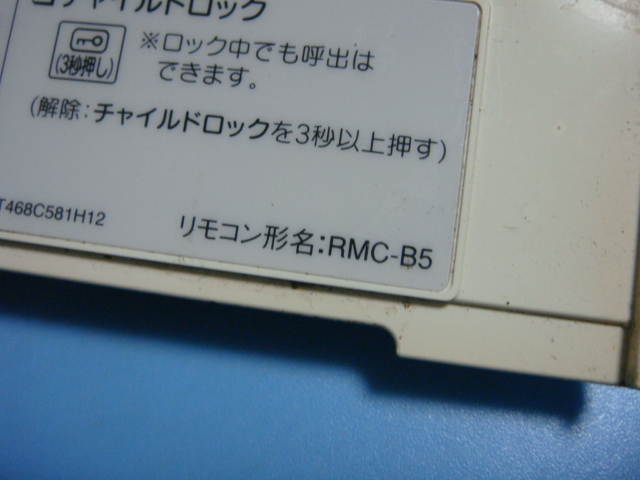 チャイルドロック
(3秒押し)
※ロック中でも呼出は
できます。
(解除:チャイルドロックを3秒以上押す)
T468C581H12
リモコン形名:RMC-B5